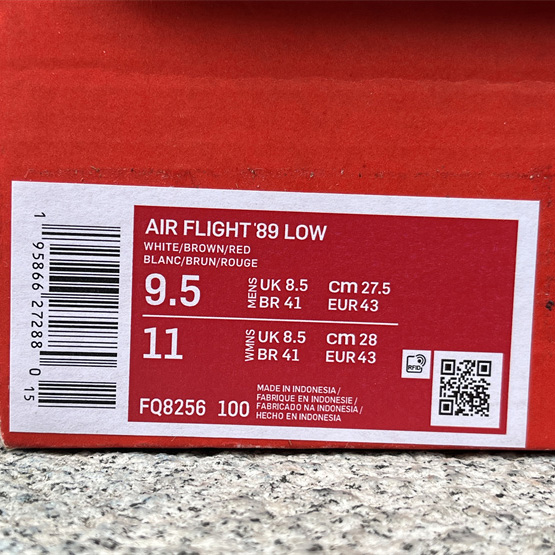 AIR FLIGHT '89 LOW
WHITE/BROWN/RED
BLANC/BRUN/ROUGE
9.5 MENS UK 8.5 cm 27.5
BR 41 EUR 43
11 WMNS UK 8.5 cm 28
BR 41 EUR 43
RFID
FQ8256 100
MADE IN INDONESIA /
FABRIQUE EN INDONESIE /
FABRICADO NA INDONESIA /
HECHO EN INDONESIA
1 95866 27288 0 15